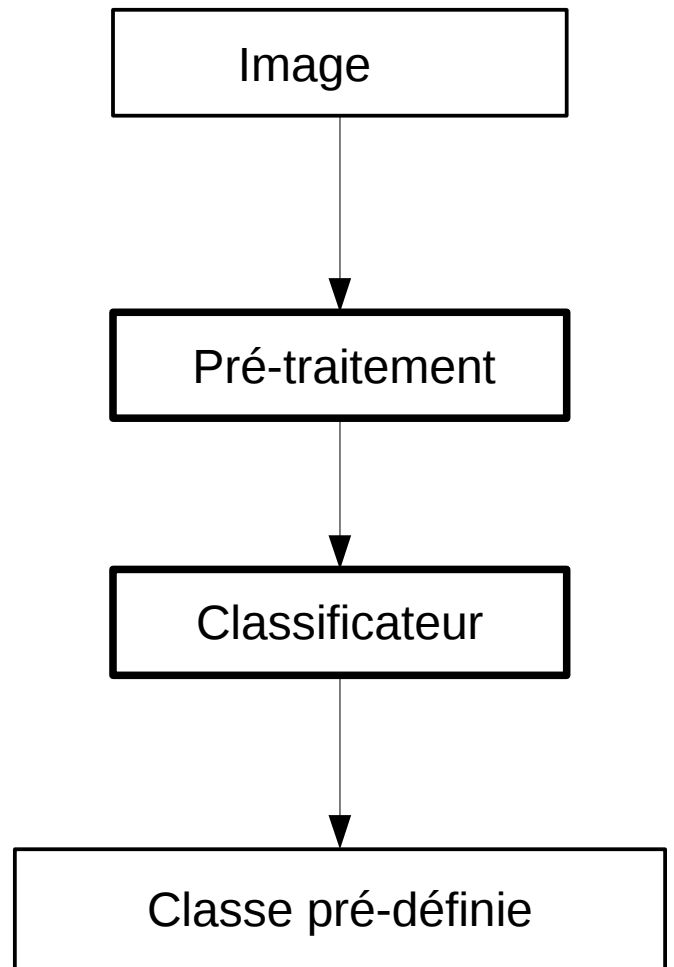 Image
Pré-traitement
Classificateur
Classe pré-définie